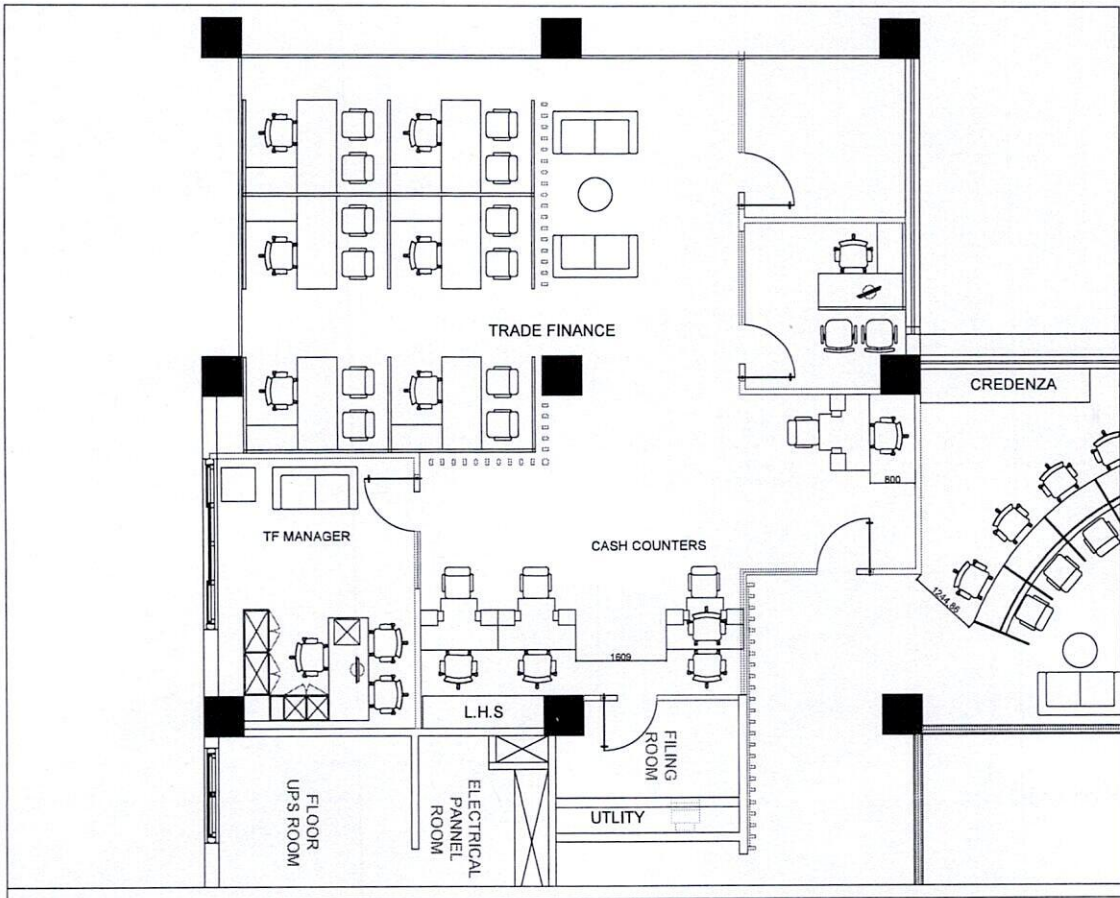 TRADE FINANCE
CREDENZA
800
TF MANAGER
CASH COUNTERS
1244,86
1609
L.H.S
FILING
ROOM
FLOOR
UPS ROOM
ELECTRICAL
PANNEL
ROOM
UTLITY